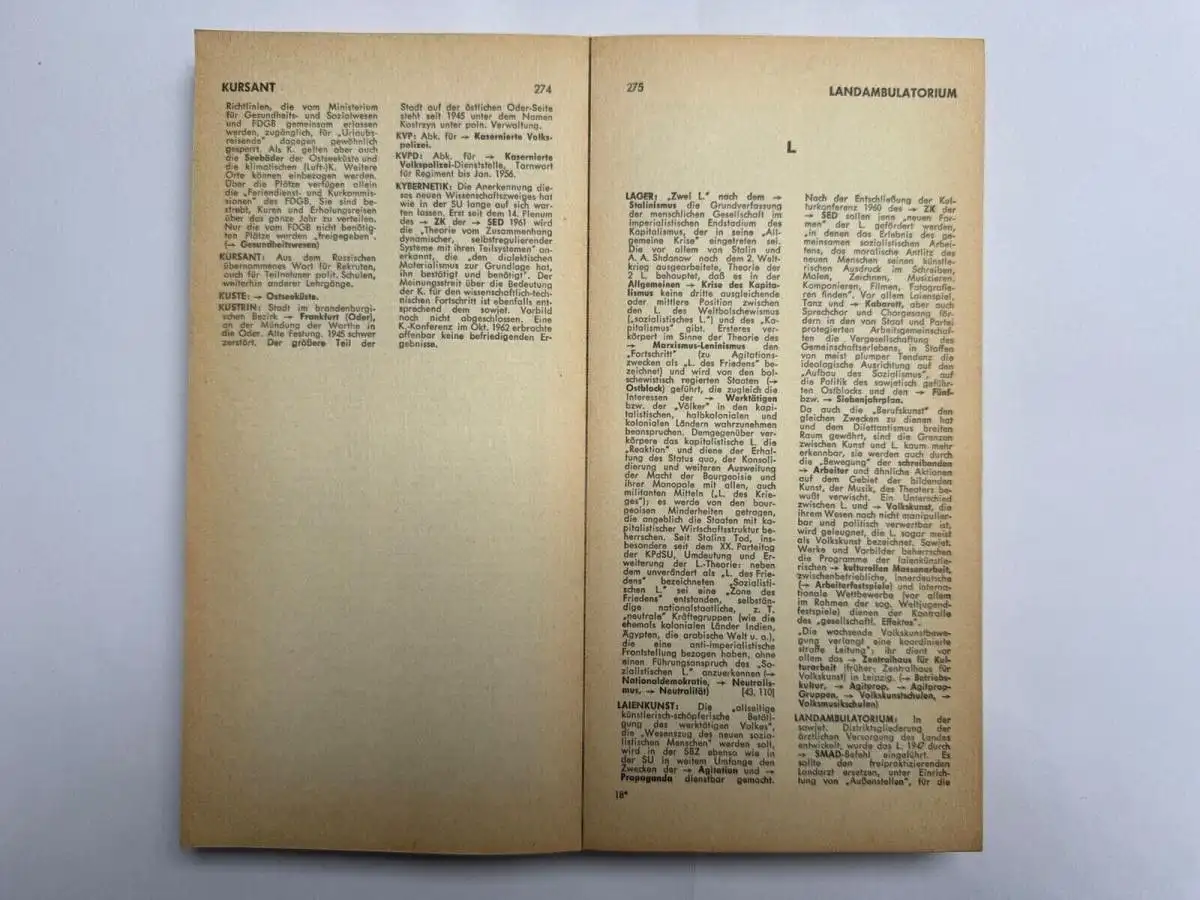 KURSANT 274
Richtlinien, die vom Ministerium
für Gesundheits- und Sozialwesen
und FDGB gemeinsam erlassen
werden, zugänglich, für „Urlaubs-
reisende" dagegen gewöhnlich
gesperrt. Als K. gelten aber auch
die Seebäder der Ostseeküste und
die klimatischen (Luft-)K. Weitere
Orte können einbezogen werden.
Über die Plätze verfügen allein
die „Feriendienst- und Kurkommis-
sionen" des FDGB. Sie sind be-
strebt, Kuren und Erholungsreisen
über das ganze Jahr zu verteilen.
Nur die vom FDGB nicht benötig-
ten Plätze werden „freigegeben".
(→ Gesundheitswesen)
KURSANT: Aus dem Russischen
übernommenes Wort für Rekruten,
auch für Teilnehmer polit. Schulen,
weiterhin anderer Lehrgänge.
KUSTE: → Ostseeküste.
KUSTRIN: Stadt im brandenburgi-
schen Bezirk → Frankfurt (Oder),
an der Mündung der Warthe in
die Oder. Alte Festung. 1945 schwer
zerstört. Der größere Teil der
Stadt auf der östlichen Oder-Seite
steht seit 1945 unter dem Namen
Kostrzyn unter poln. Verwaltung.
KVP: Abk. für → Kasernierte Volks-
polizei.
KVPD: Abk. für → Kasernierte
Volkspolizei-Dienststelle, Tarnwort
für Regiment bis Jan. 1956.
KYBERNETIK: Die Anerkennung die-
ses neuen Wissenschaftszweiges hat
wie in der SU lange auf sich war-
ten lassen. Erst seit dem 14. Plenum
des → ZK der → SED 1961 wird
die „Theorie vom Zusammenhang
dynamischer, selbstregulierender
Systeme mit ihren Teilsystemen" an-
erkannt, die „den dialektischen
Materialismus zur Grundlage hat,
ihn bestätigt und benötigt". Der
Meinungsstreit über die Bedeutung
der K. für den wissenschaftlich-tech-
nischen Fortschritt ist ebenfalls ent-
sprechend dem sowjet. Vorbild
noch nicht abgeschlossen. Eine
K.-Konferenz im Okt. 1962 erbrachte
offenbar keine befriedigenden Er-
gebnisse.
275 LANDAMBULATORIUM
L
LAGER: „Zwei L." nach dem →
Stalinismus die Grundverfassung
der menschlichen Gesellschaft im
imperialistischen Endstadium des
Kapitalismus, der in seine „All-
gemeine Krise" eingetreten sei.
Die vor allem von Stalin und
A. A. Shdanow nach dem 2. Welt-
krieg ausgearbeitete, Theorie der
2 L. behauptet, daß es in der
Allgemeinen → Krise des Kapita-
lismus keine dritte ausgleichende
oder mittlere Position zwischen
den L. des Weltbolschewismus
(„sozialistisches L.") und des „Ka-
pitalismus" gibt. Ersteres ver-
körpert im Sinne der Theorie des
→ Marxismus-Leninismus den
„Fortschritt" (zu Agitations-
zwecken als „L. des Friedens" be-
zeichnet) und wird von den bol-
schewistisch regierten Staaten (→
Ostblock) geführt, die zugleich die
Interessen der → Werktätigen
bzw. der „Völker" in den kapi-
talistischen, halbkolonialen und
kolonialen Ländern wahrzunehmen
beanspruchen. Demgegenüber ver-
körpere das kapitalistische L. die
„Reaktion" und diene der Erhal-
tung des Status quo, der Konsoli-
dierung und weiteren Ausweitung
der Macht der Bourgeoisie und
ihrer Monopole mit allen, auch
militanten Mitteln („L. des Krie-
ges"); es werde von den bour-
geoisen Minderheiten getragen,
die angeblich die Staaten mit ka-
pitalistischer Wirtschaftsstruktur be-
herrschen. Seit Stalins Tod, ins-
besondere seit dem XX. Parteitag
der KPdSU, Umdeutung und Er-
weiterung der L.-Theorie: neben
dem unverändert als „L. des Frie-
dens" bezeichneten „Sozialisti-
schen L." sei eine „Zone des
Friedens" entstanden, selbstän-
dige nationalstaatliche, z. T.
„neutrale" Kräftegruppen (wie die
ehemals kolonialen Länder Indien,
Ägypten, die arabische Welt u. a.),
die eine anti-imperialistische
Frontstellung bezogen haben, ohne
einen Führungsanspruch des „So-
zialistischen L." anzuerkennen (→
Nationaldemokratie, → Neutralis-
mus, → Neutralität) [43, 110]
LAIENKUNST: Die „allseitige
künstlerisch-schöpferische Betäti-
gung des werktätigen Volkes",
die „Wesenszug des neuen sozia-
listischen Menschen" werden soll,
wird in der SBZ ebenso wie in
der SU in weitem Umfange den
Zwecken der → Agitation und →
Propaganda dienstbar gemacht.
18*
Nach der Entschließung der Kul-
turkonferenz 1960 des → ZK der
→ SED sollen jene „neuen For-
men" der L. gefördert werden,
„in denen das Erlebnis des ge-
meinsamen sozialistischen Arbei-
tens, das moralische Antlitz des
neuen Menschen seinen künstle-
rischen Ausdruck im Schreiben,
Malen, Zeichnen, Musizieren,
Komponieren, Filmen, Fotografie-
ren finden". Vor allem Laienspiel,
Tanz und → Kabarett, aber auch
Sprechchor und Chorgesang för-
dern in den von Staat und Partei
protegierten Arbeitsgemeinschaf-
ten die Vergesellschaftung des
Gemeinschaftserlebens, in Stoffen
von meist plumper Tendenz die
ideologische Ausrichtung auf den
„Aufbau des Sozialismus", auf
die Politik des sowjetisch geführ-
ten Ostblocks und den → Fünf-
bzw. → Siebenjahrplan.
Da auch die „Berufskunst" den
gleichen Zwecken zu dienen hat
und dem Dilettantismus breiten
Raum gewährt, sind die Grenzen
zwischen Kunst und L. kaum mehr
erkennbar, sie werden auch durch
die „Bewegung" der schreibenden
→ Arbeiter und ähnliche Aktionen
auf dem Gebiet der bildenden
Kunst, der Musik, des Theaters be-
wußt verwischt. Ein Unterschied
zwischen L. und → Volkskunst, die
ihrem Wesen nach nicht manipulier-
bar und politisch verwertbar ist,
wird geleugnet, die L. sogar meist
als Volkskunst bezeichnet. Sowjet.
Werke und Vorbilder beherrschen
die Programme der laienkünstle-
rischen → kulturellen Massenarbeit,
zwischenbetriebliche, innerdeutsche
(→ Arbeiterfestspiele) und interna-
tionale Wettbewerbe (vor allem
im Rahmen der sog. Weltjugend-
festspiele) dienen der Kontrolle
des „gesellschaftl. Effektes".
„Die wachsende Volkskunstbewe-
gung verlangt eine koordinierte
straffe Leitung"; ihr dient vor
allem das → Zentralhaus für Kul-
turarbeit (früher: Zentralhaus für
Volkskunst) in Leipzig. (→ Betriebs-
kultur, → Agitprop, → Agitprop-
Gruppen, → Volkskunstschulen, →
Volksmusikschulen)
LANDAMBULATORIUM: In der
sowjet. Distriktsgliederung der
ärztlichen Versorgung des Landes
entwickelt, wurde das L. 1947 durch
→ SMAD-Befehl eingeführt. Es
sollte den freipraktizierenden
Landarzt ersetzen, unter Einrich-
tung von „Außenstellen", für die